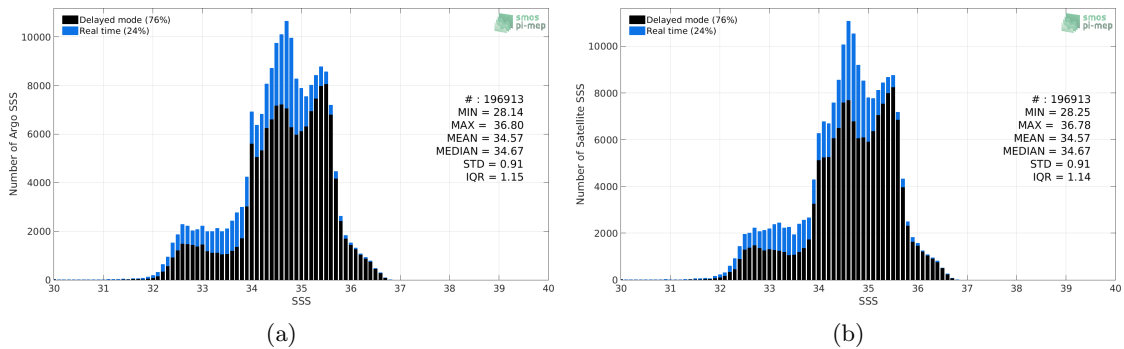 Delayed mode (76%)
Real time (24%)
smos
pi-mep
10000
8000
6000
4000
2000
0
Number of Argo SSS
# : 196913
MIN = 28.14
MAX = 36.80
MEAN = 34.57
MEDIAN = 34.67
STD = 0.91
IQR = 1.15
30 31 32 33 34 35 36 37 38 39 40
SSS
(a)
Delayed mode (76%)
Real time (24%)
smos
pi-mep
10000
8000
6000
4000
2000
0
Number of Satellite SSS
# : 196913
MIN = 28.25
MAX = 36.78
MEAN = 34.57
MEDIAN = 34.67
STD = 0.91
IQR = 1.14
30 31 32 33 34 35 36 37 38 39 40
SSS
(b)